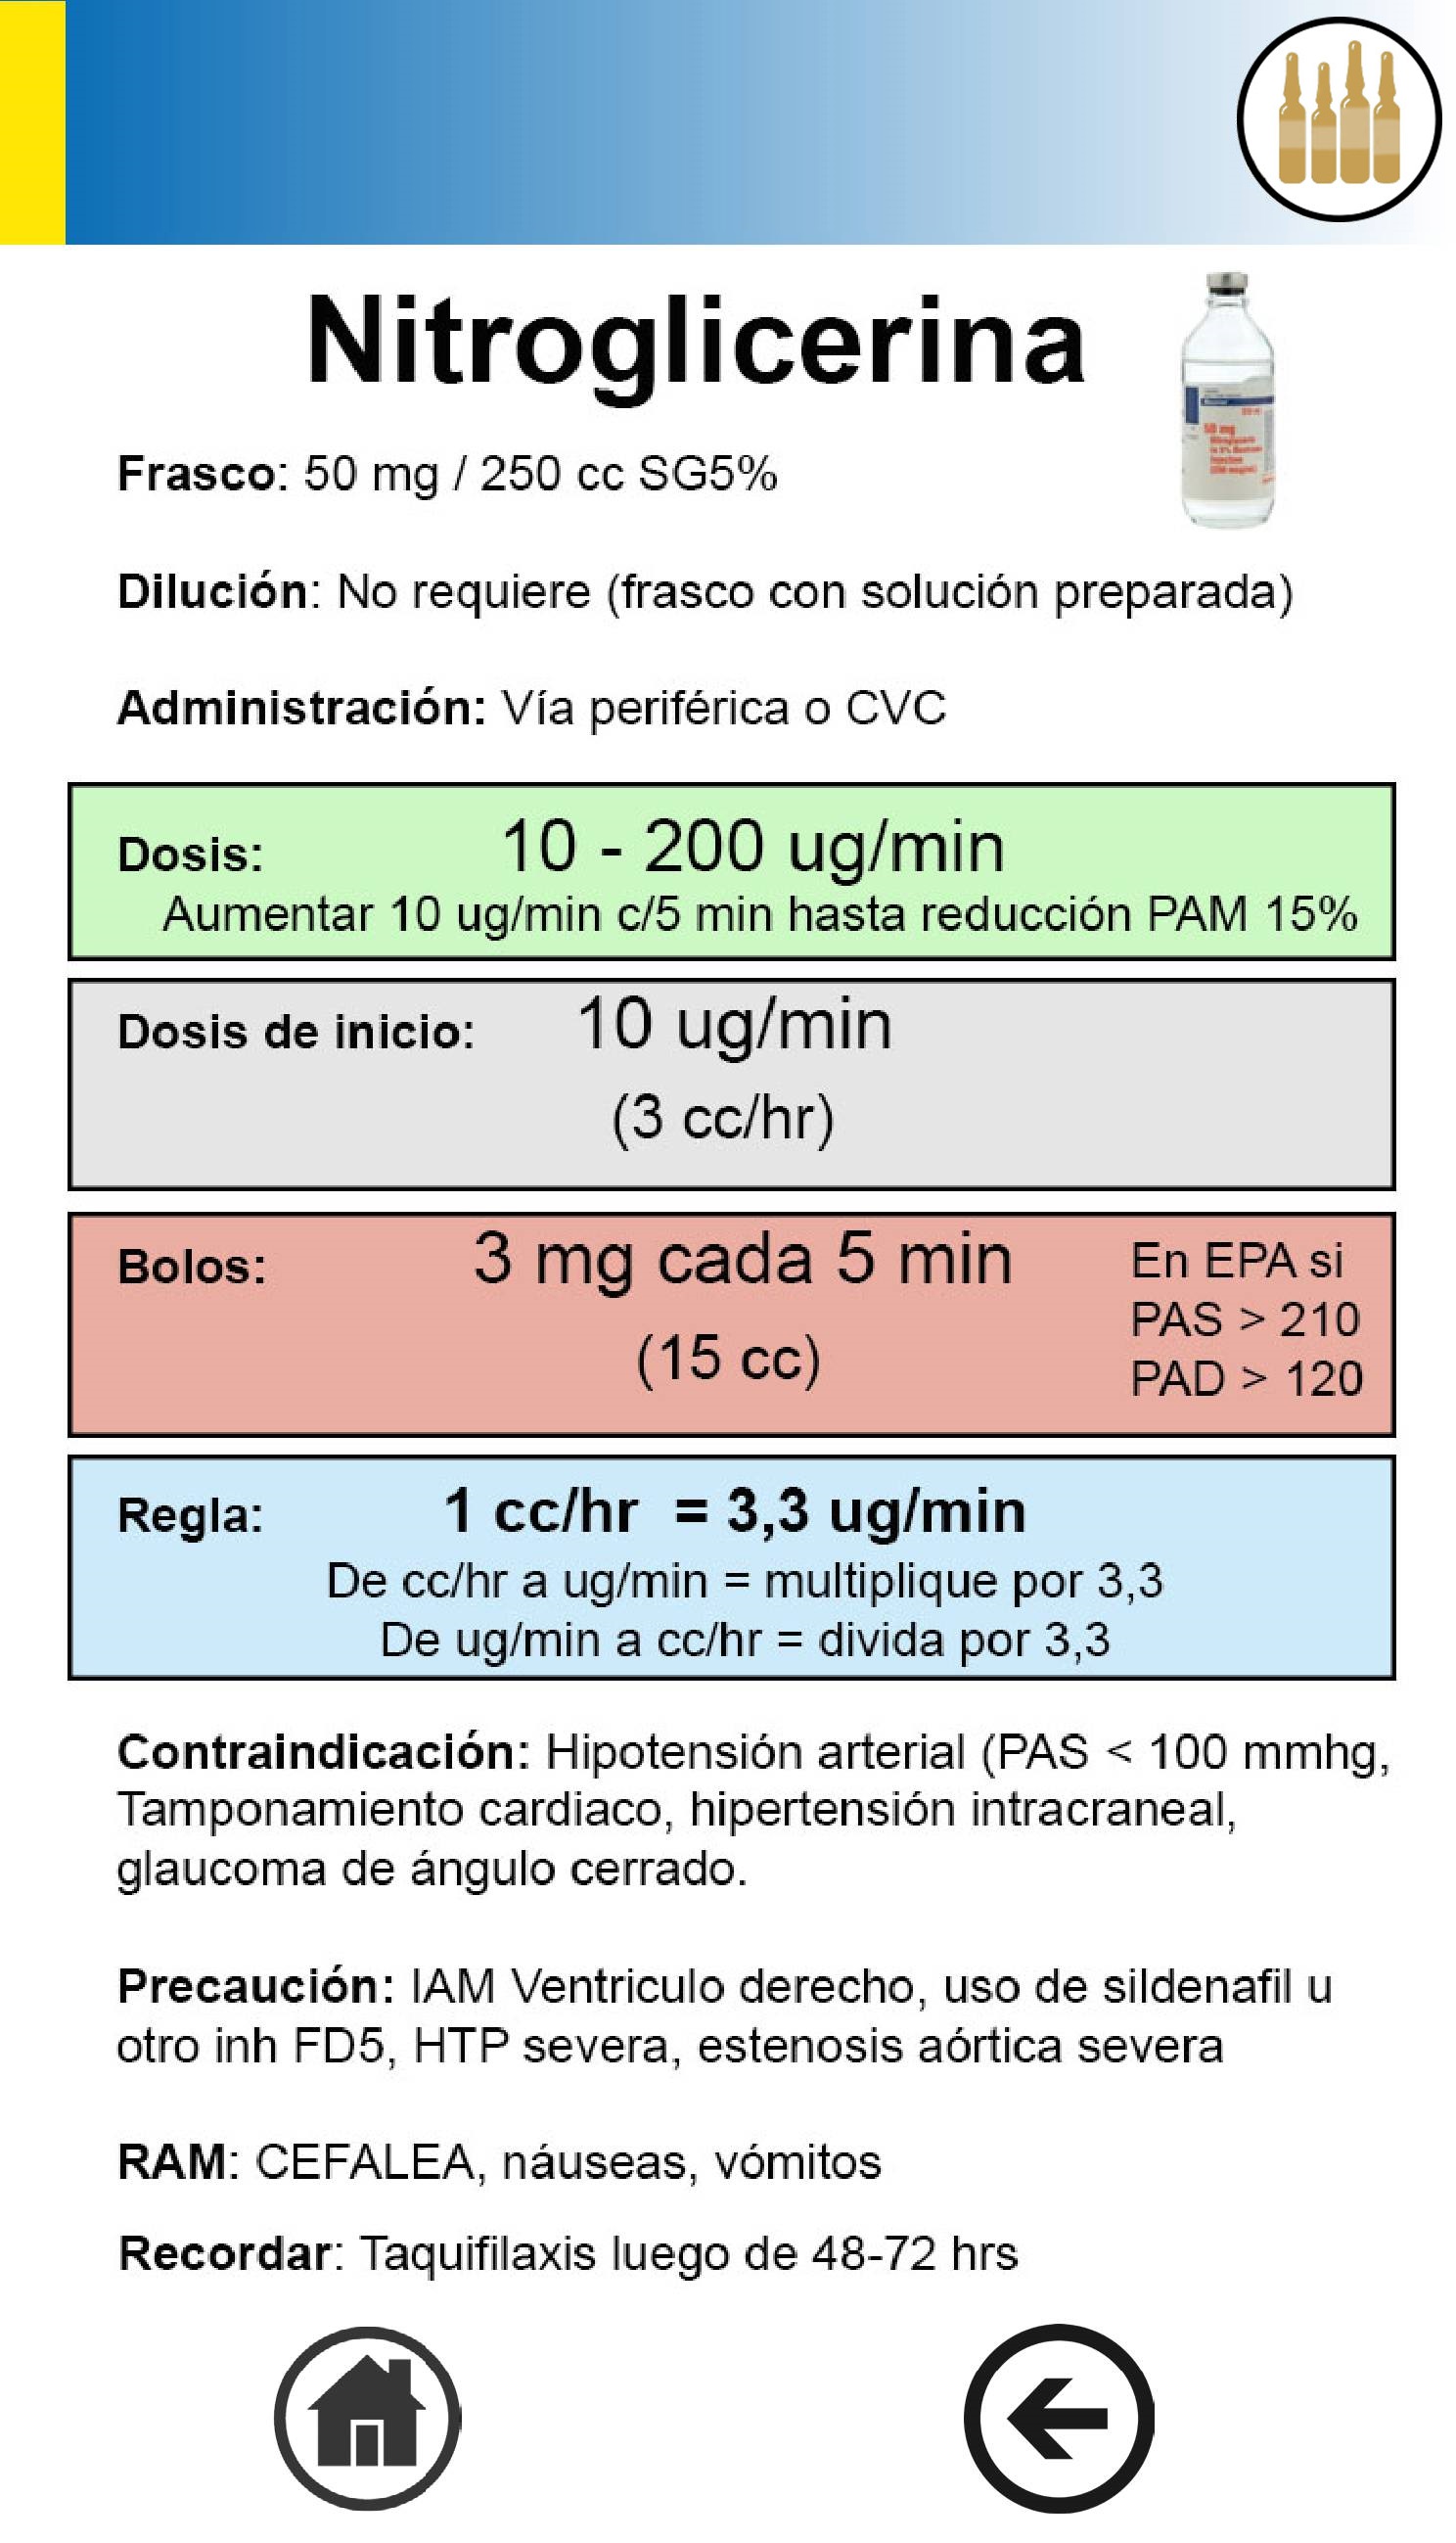 Nitroglicerina
50 mg
Frasco: 50 mg / 250 cc SG5%
Dilución: No requiere (frasco con solución preparada)
Administración: Vía periférica o CVC
Dosis: 10 - 200 ug/min
Aumentar 10 ug/min c/5 min hasta reducción PAM 15%
Dosis de inicio: 10 ug/min
(3 cc/hr)
Bolos: 3 mg cada 5 min
(15 cc)
En EPA si
PAS > 210
PAD > 120
Regla: 1 cc/hr = 3,3 ug/min
De cc/hr a ug/min = multiplique por 3,3
De ug/min a cc/hr = divida por 3,3
Contraindicación: Hipotensión arterial (PAS < 100 mmhg,
Tamponamiento cardiaco, hipertensión intracraneal,
glaucoma de ángulo cerrado.
Precaución: IAM Ventriculo derecho, uso de sildenafil u
otro inh FD5, HTP severa, estenosis aórtica severa
RAM: CEFALEA, náuseas, vómitos
Recordar: Taquifilaxis luego de 48-72 hrs